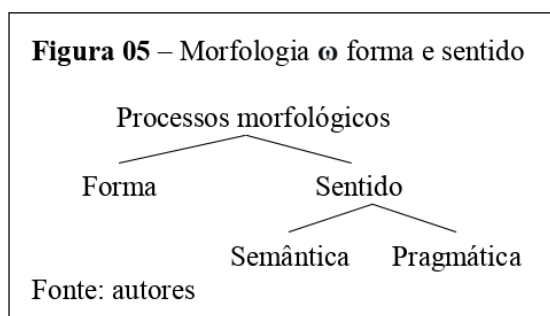 Figura 05 – Morfologia ω forma e sentido
Processos morfológicos
Forma Sentido
Semântica Pragmática
Fonte: autores